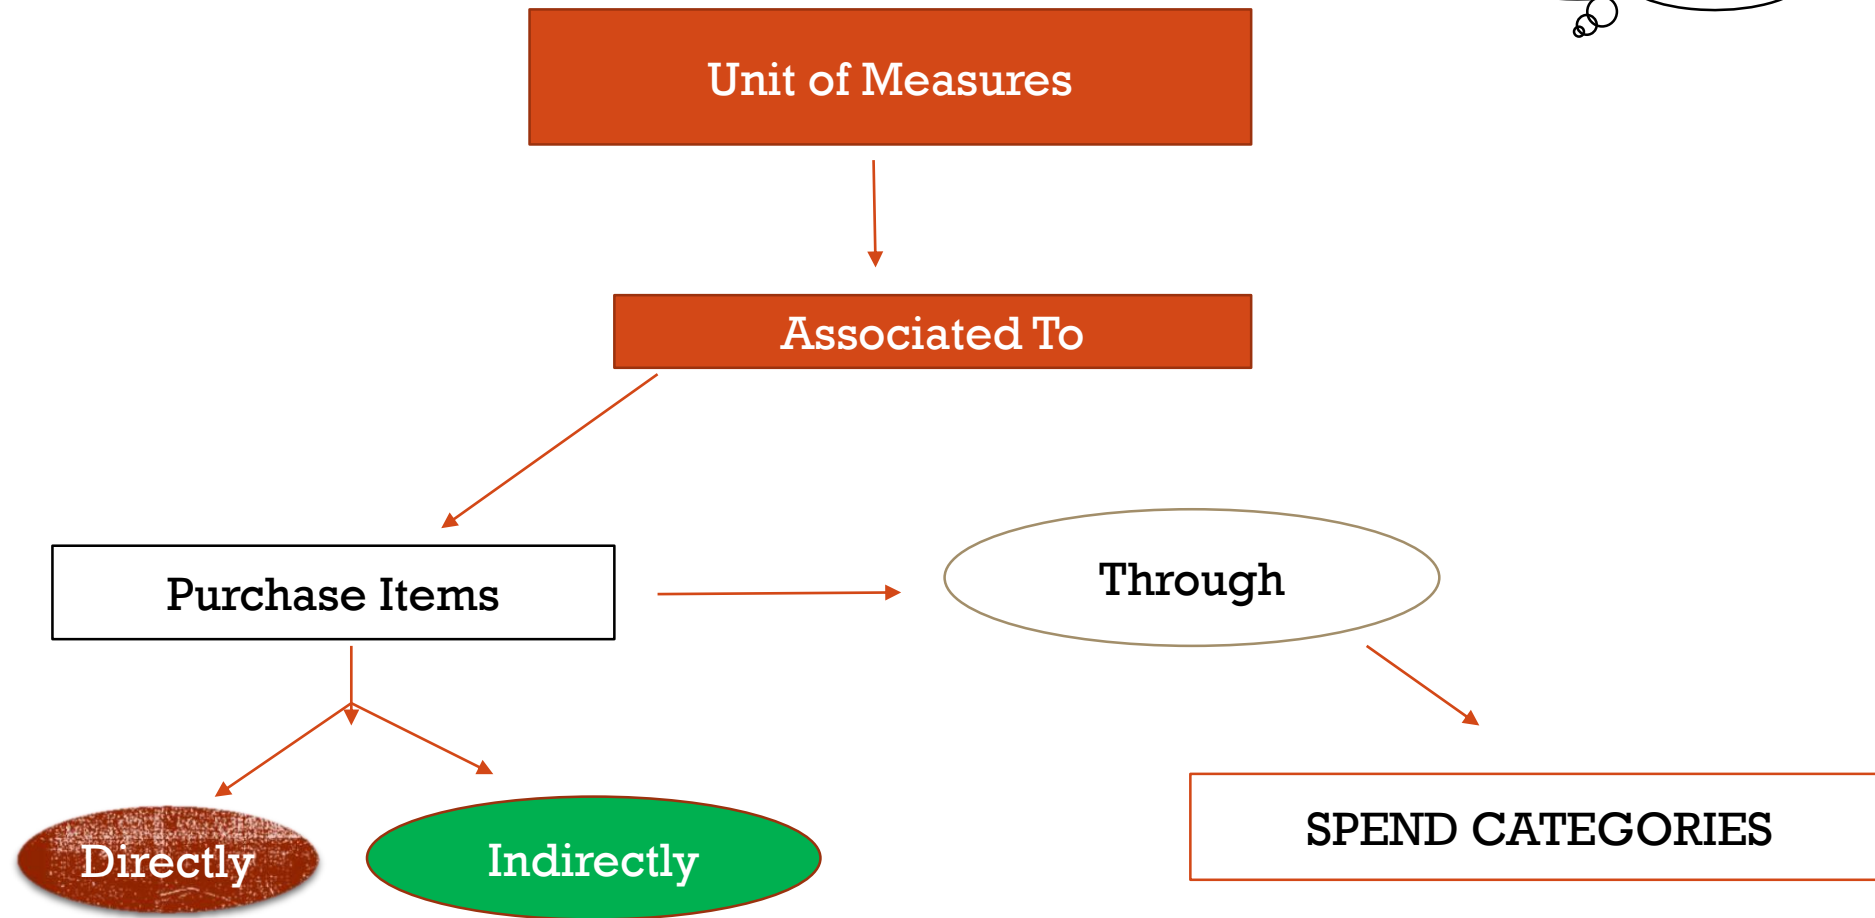 Unit of Measures
Associated To
Purchase Items
Through
Directly
Indirectly
SPEND CATEGORIES